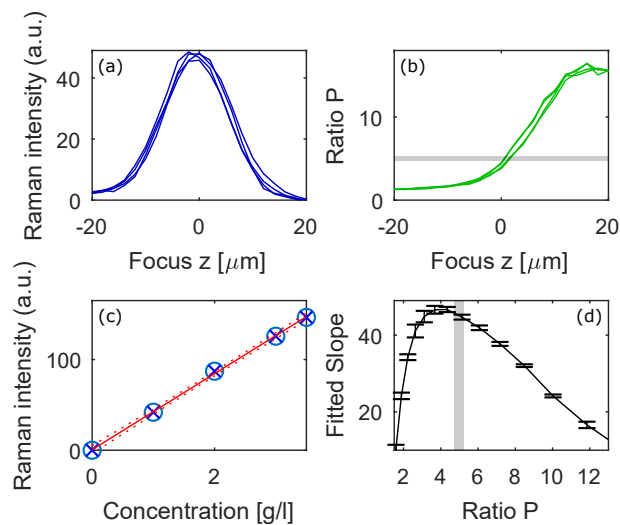 (a)
Raman intensity (a.u.)
40
20
0
-20
0
20
Focus z [μm]
(b)
Ratio P
10
0
-20
0
20
Focus z [μm]
(c)
Raman intensity (a.u.)
100
0
0
2
Concentration [g/l]
(d)
Fitted Slope
40
20
2
4
6
8
10
12
Ratio P